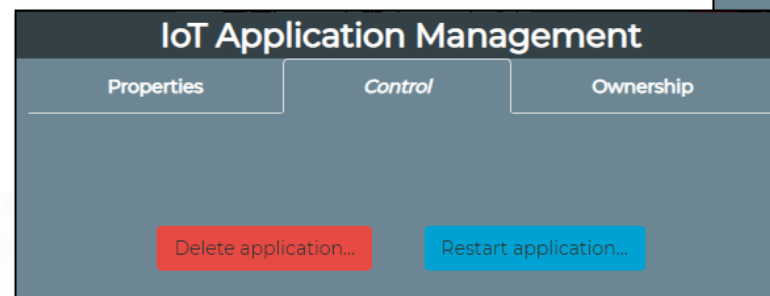 IoT Application Management
Properties Control Ownership
Delete application... Restart application...